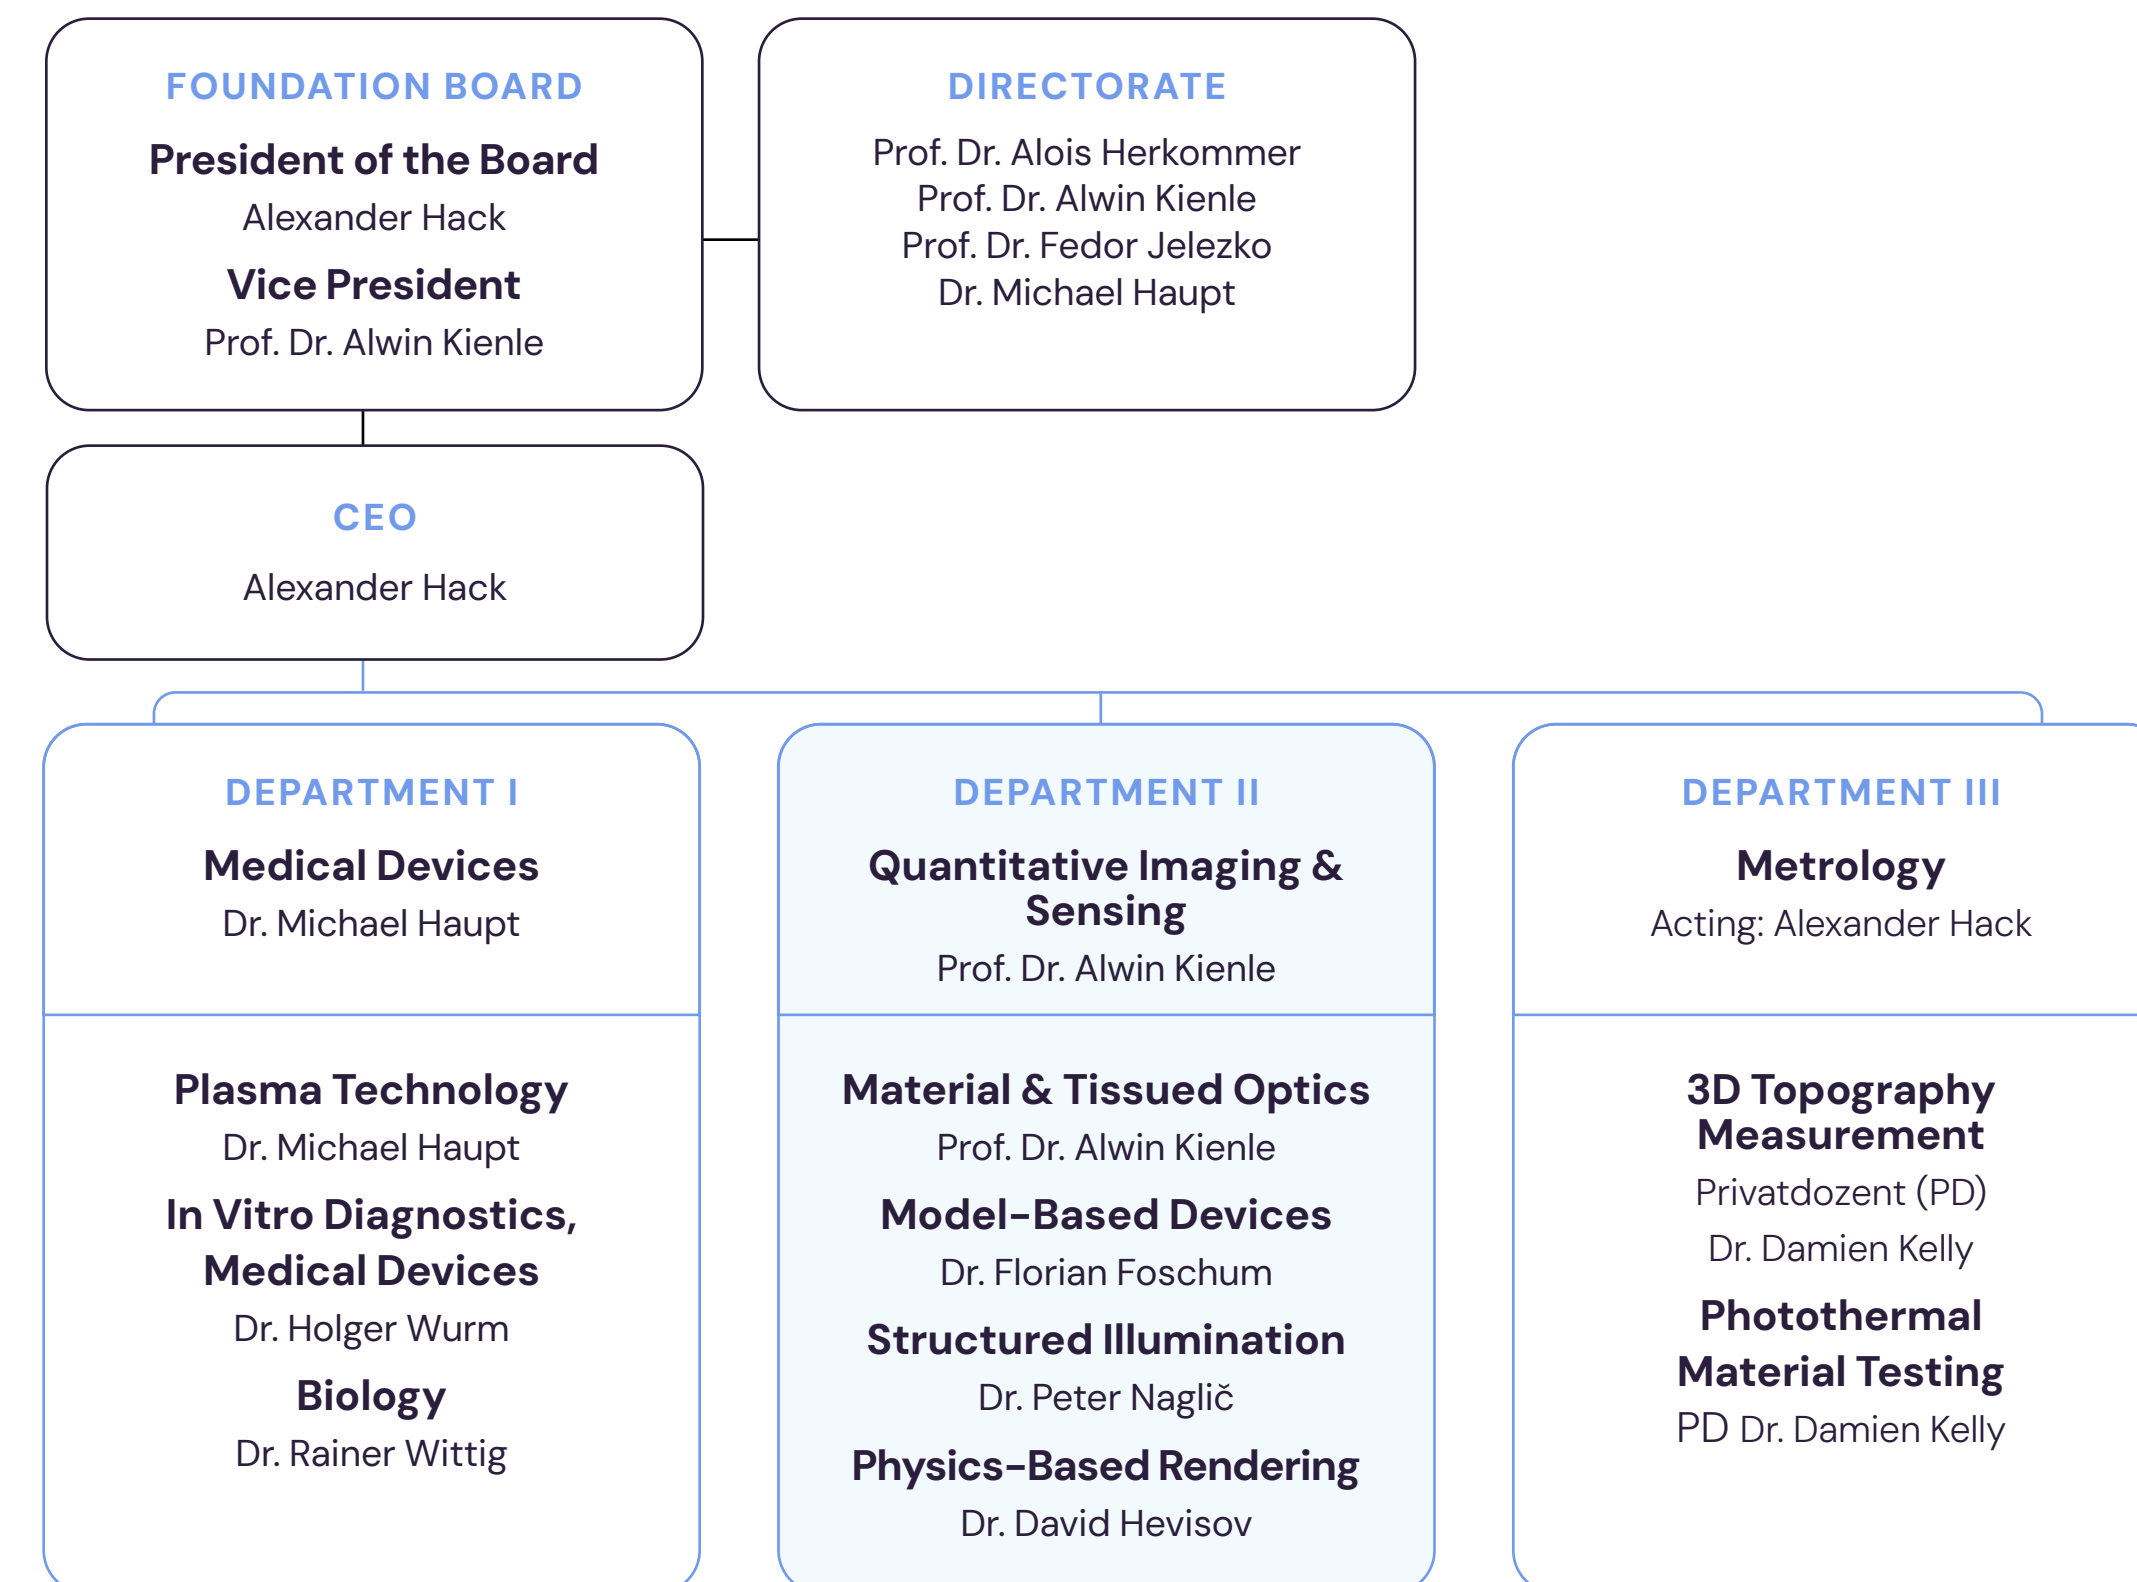 FOUNDATION BOARD
President of the Board
Alexander Hack
Vice President
Prof. Dr. Alwin Kienle
DIRECTORATE
Prof. Dr. Alois Herkommer
Prof. Dr. Alwin Kienle
Prof. Dr. Fedor Jelezko
Dr. Michael Haupt
CEO
Alexander Hack
DEPARTMENT I
Medical Devices
Dr. Michael Haupt
Plasma Technology
Dr. Michael Haupt
In Vitro Diagnostics,
Medical Devices
Dr. Holger Wurm
Biology
Dr. Rainer Wittig
DEPARTMENT II
Quantitative Imaging &
Sensing
Prof. Dr. Alwin Kienle
Material & Tissued Optics
Prof. Dr. Alwin Kienle
Model-Based Devices
Dr. Florian Foschum
Structured Illumination
Dr. Peter Naglič
Physics-Based Rendering
Dr. David Hevisov
DEPARTMENT III
Metrology
Acting: Alexander Hack
3D Topography
Measurement
Privatdozent (PD)
Dr. Damien Kelly
Photothermal
Material Testing
PD Dr. Damien Kelly